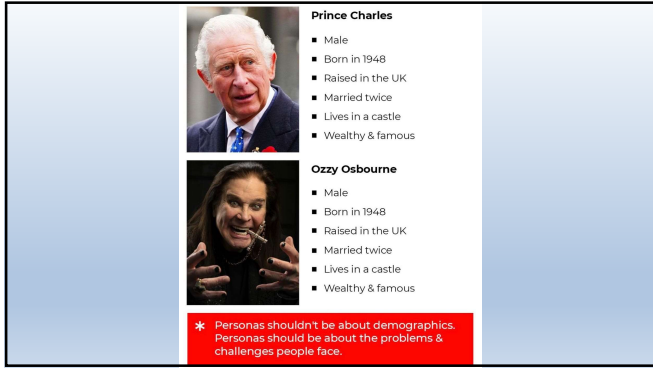 Prince Charles
▪ Male
▪ Born in 1948
▪ Raised in the UK
▪ Married twice
▪ Lives in a castle
▪ Wealthy & famous
Ozzy Osbourne
▪ Male
▪ Born in 1948
▪ Raised in the UK
▪ Married twice
▪ Lives in a castle
▪ Wealthy & famous
* Personas shouldn't be about demographics.
Personas should be about the problems &
challenges people face.